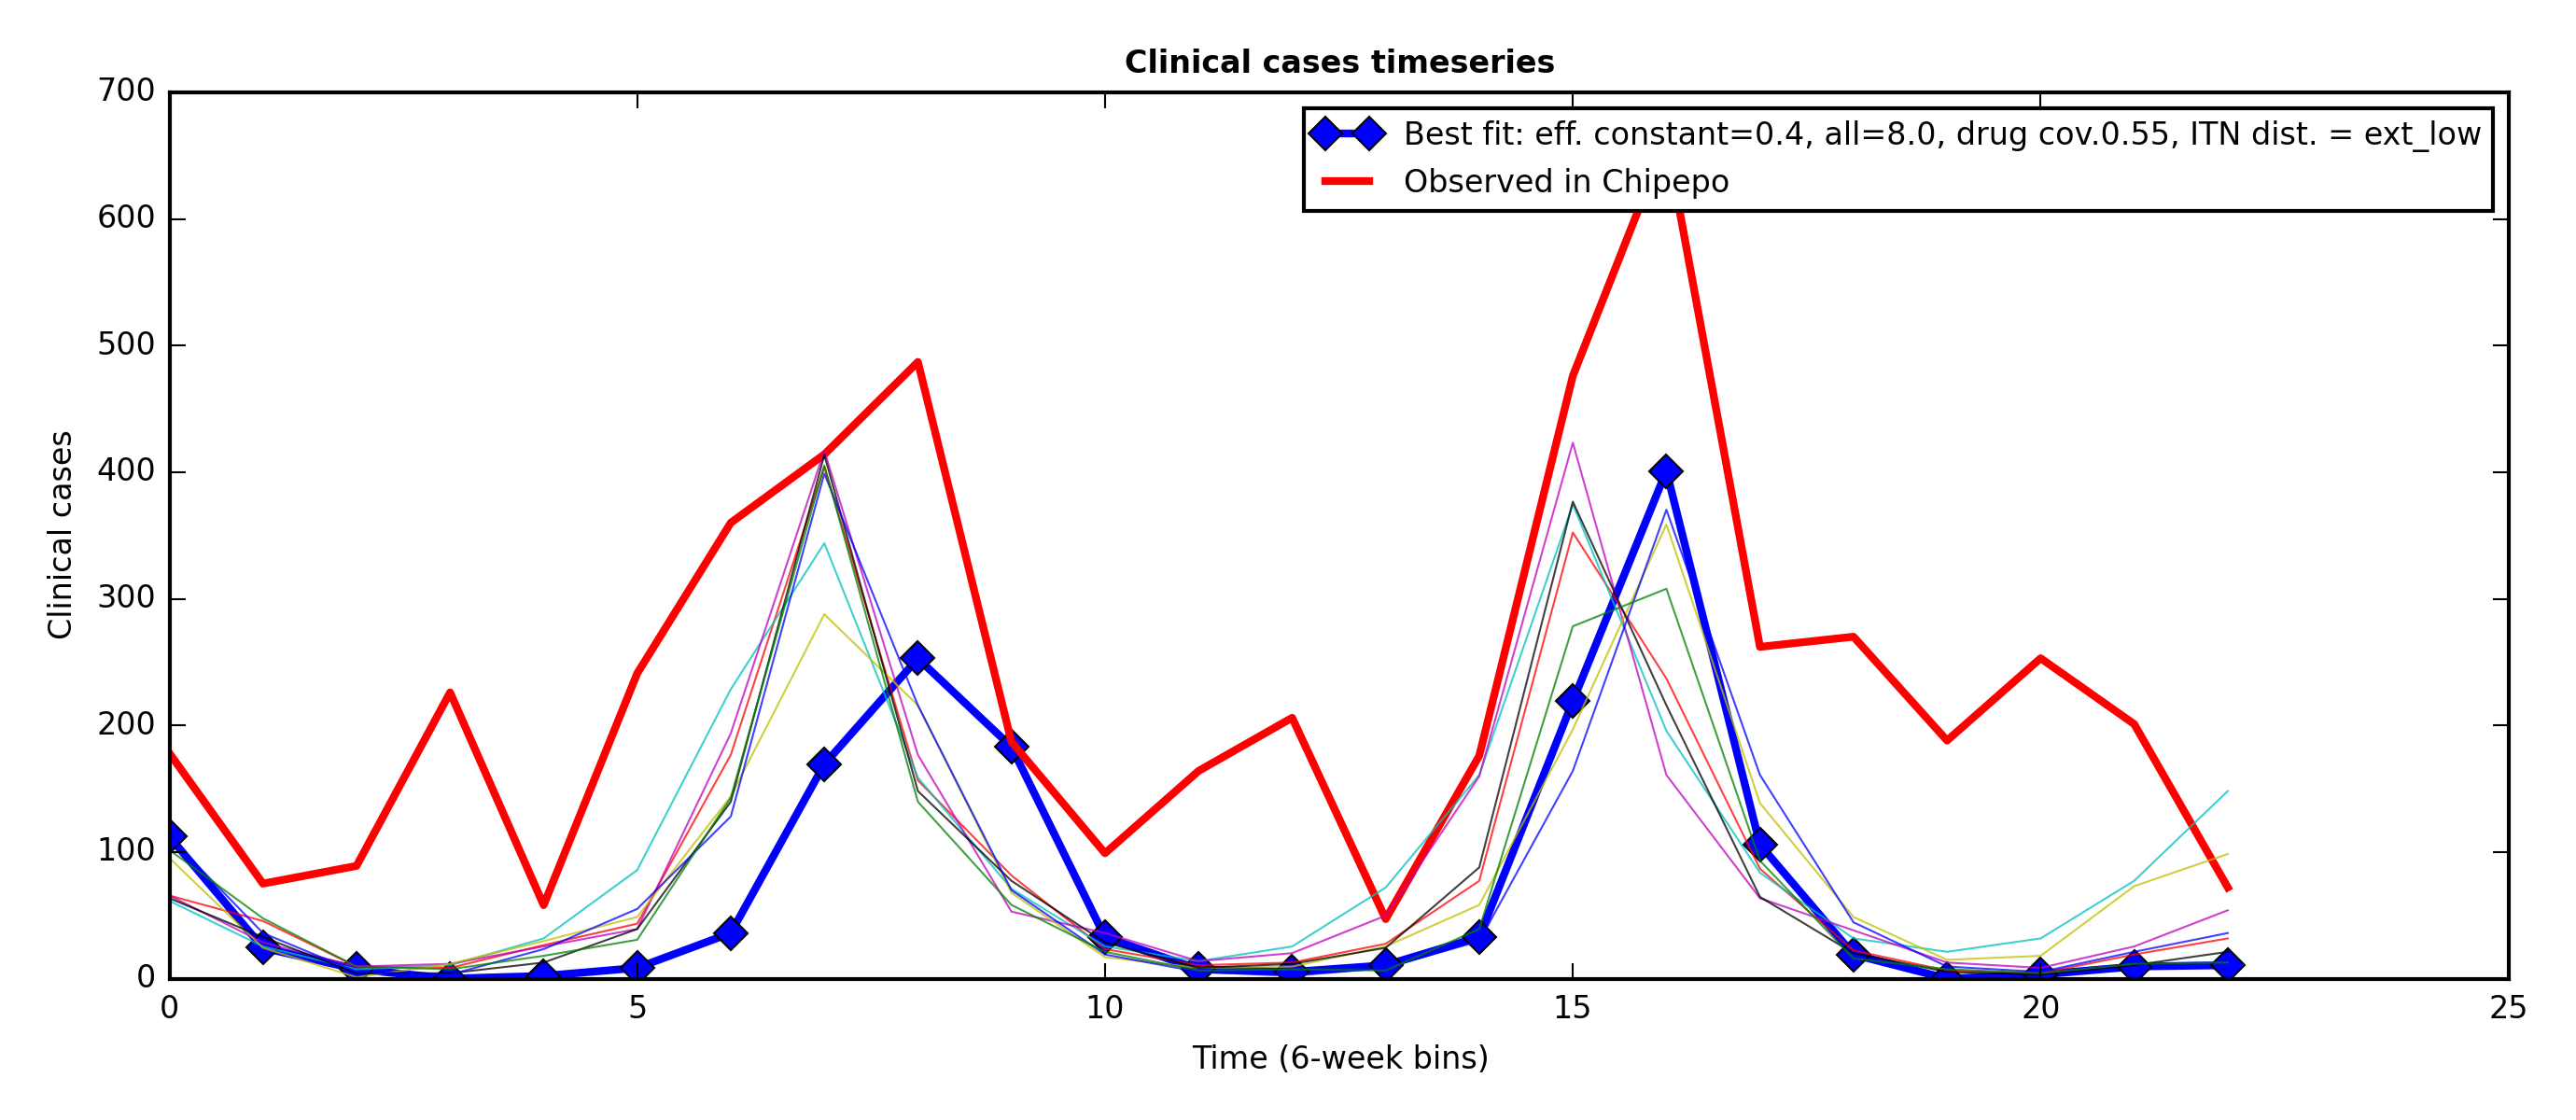 Clinical cases timeseries
700
600
500
400
300
200
100
0
Clinical cases
Best fit: eff. constant=0.4, all=8.0, drug cov.0.55, ITN dist. = ext_low
Observed in Chipepo
0 5 10 15 20 25
Time (6-week bins)